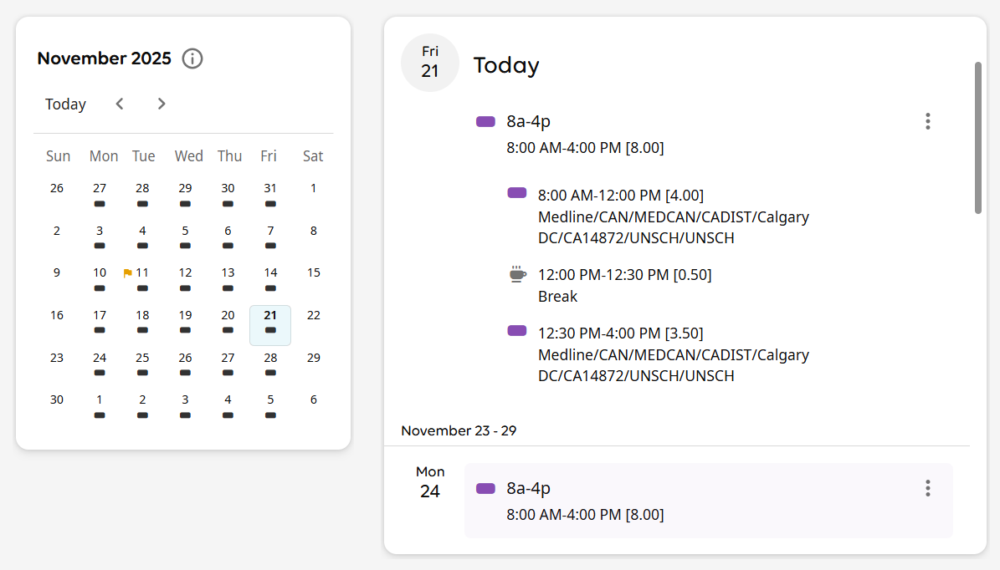 November 2025
Today
Sun Mon Tue Wed Thu Fri Sat
26 27 28 29 30 31 1
2 3 4 5 6 7 8
9 10 11 12 13 14 15
16 17 18 19 20 21 22
23 24 25 26 27 28 29
30 1 2 3 4 5 6
Fri
21
Today
8a-4p
8:00 AM-4:00 PM [8.00]
8:00 AM-12:00 PM [4.00]
Medline/CAN/MEDCAN/CADIST/Calgary
DC/CA14872/UNSCH/UNSCH
12:00 PM-12:30 PM [0.50]
Break
12:30 PM-4:00 PM [3.50]
Medline/CAN/MEDCAN/CADIST/Calgary
DC/CA14872/UNSCH/UNSCH
November 23 - 29
Mon
24
8a-4p
8:00 AM-4:00 PM [8.00]